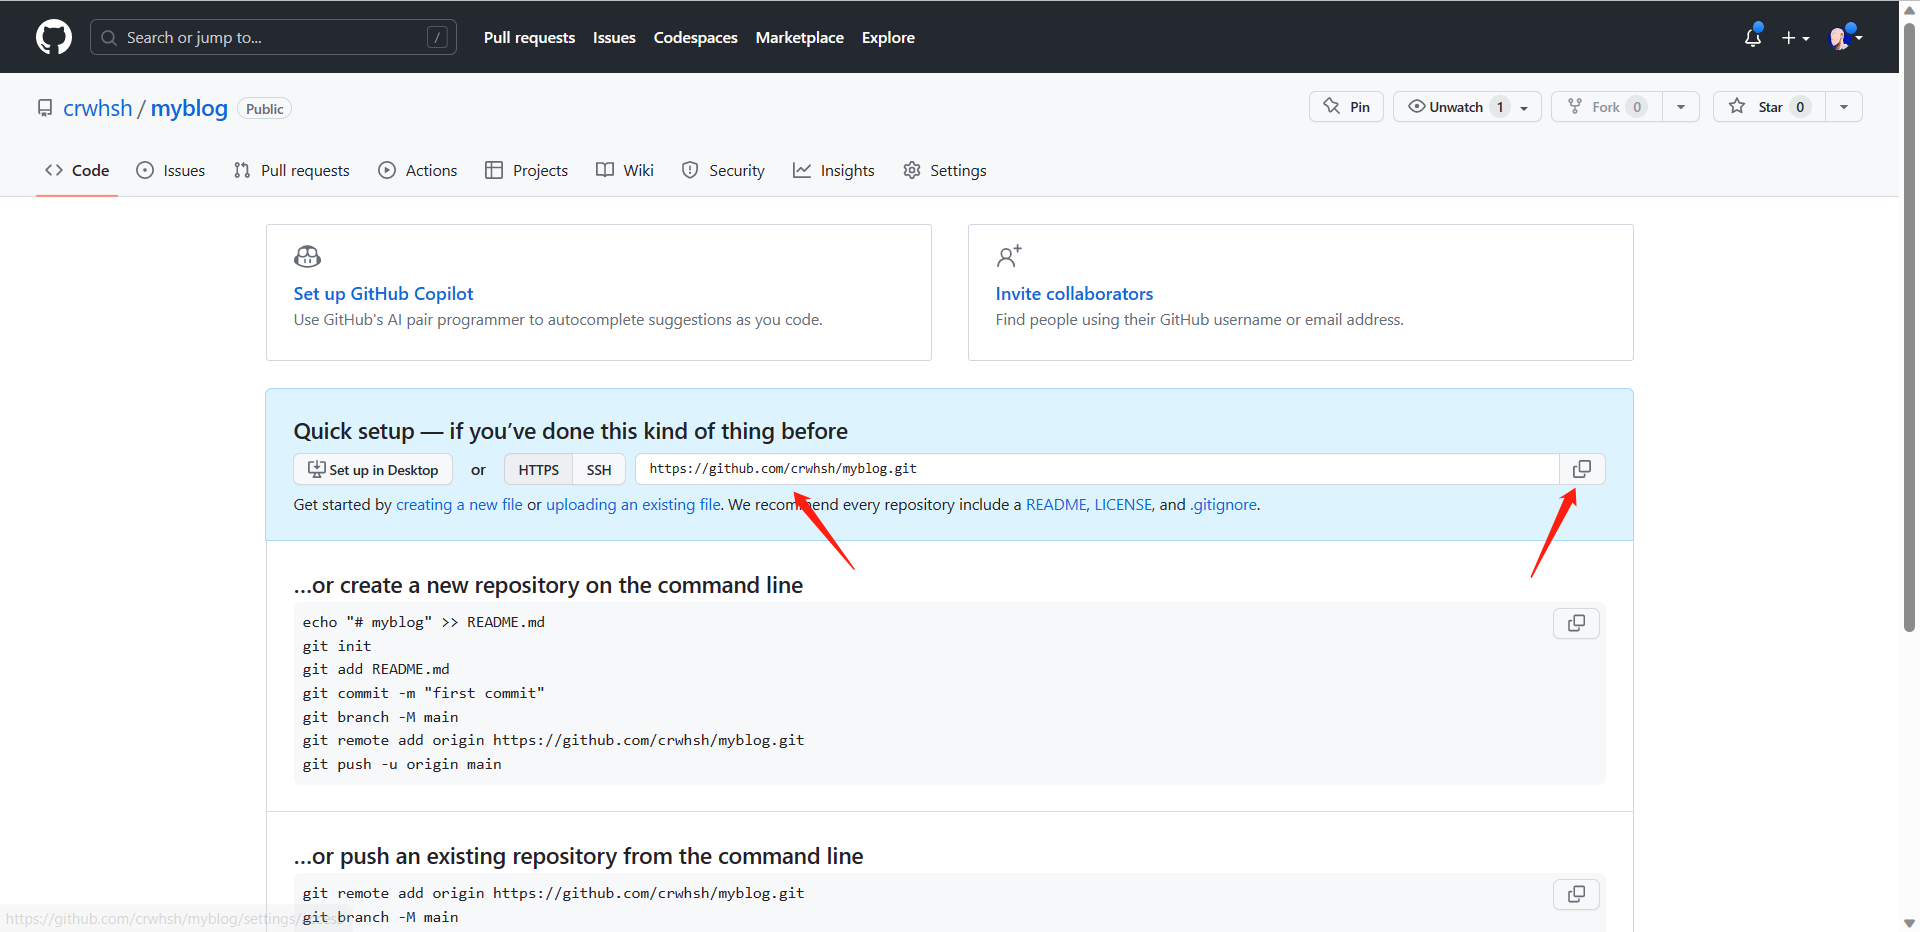 Search or jump to... /
Pull requests Issues Codespaces Marketplace Explore
crwhsh / myblog Public
Pin Unwatch 1 Fork 0 Star 0
Code Issues Pull requests Actions Projects Wiki Security Insights Settings
Set up GitHub Copilot
Use GitHub's AI pair programmer to autocomplete suggestions as you code.
Invite collaborators
Find people using their GitHub username or email address.
Quick setup — if you’ve done this kind of thing before
Set up in Desktop or HTTPS SSH https://github.com/crwhsh/myblog.git
Get started by creating a new file or uploading an existing file. We recommend every repository include a README, LICENSE, and .gitignore.
…or create a new repository on the command line
echo "# myblog" >> README.md
git init
git add README.md
git commit -m "first commit"
git branch -M main
git remote add origin https://github.com/crwhsh/myblog.git
git push -u origin main
…or push an existing repository from the command line
git remote add origin https://github.com/crwhsh/myblog.git
git branch -M main
https://github.com/crwhsh/myblog/settings/